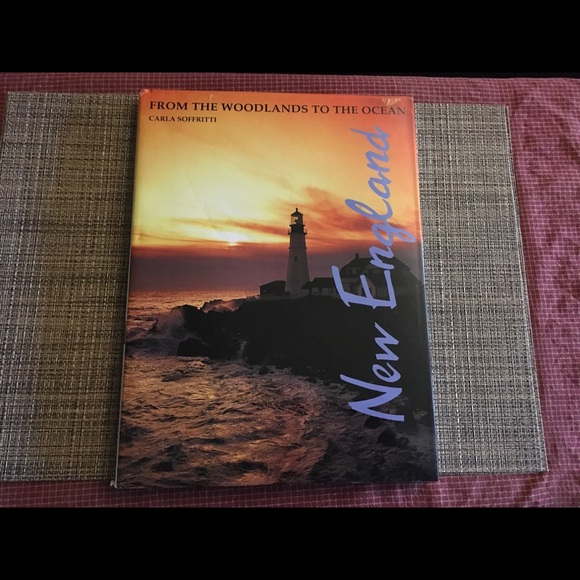 FROM THE WOODLANDS TO THE OCEAN
CARLA SOFFRITTI
New England